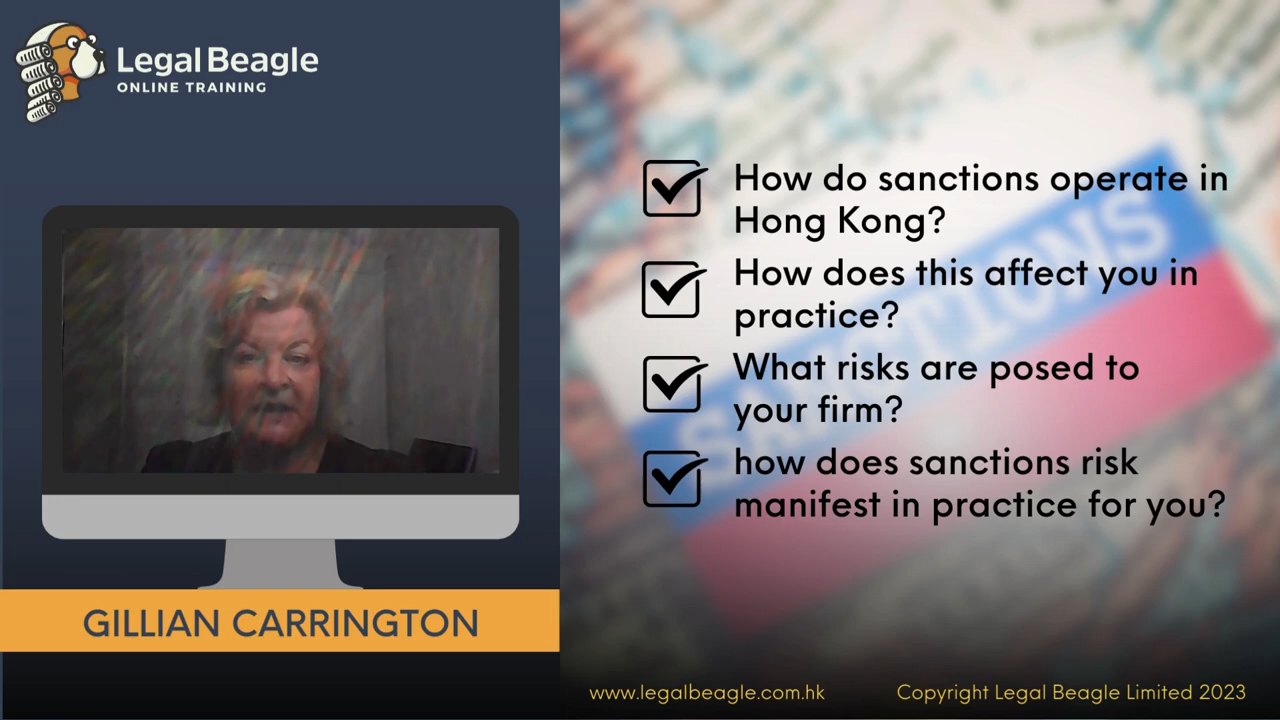 Legal Beagle
ONLINE TRAINING
GILLIAN CARRINGTON
How do sanctions operate in
Hong Kong?
How does this affect you in
practice?
What risks are posed to
your firm?
how does sanctions risk
manifest in practice for you?
SANCTIONS
www.legalbeagle.com.hk
Copyright Legal Beagle Limited 2023